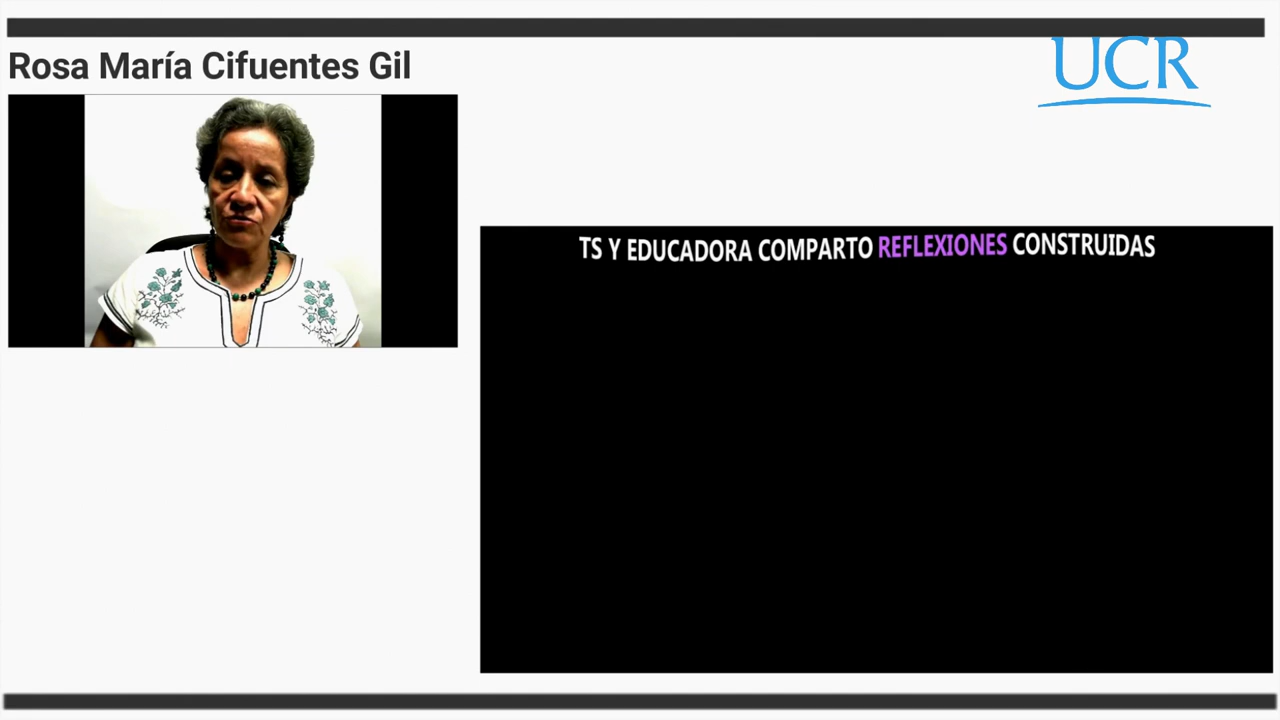 Rosa María Cifuentes Gil
UCR
TS Y EDUCADORA COMPARTO REFLEXIONES CONSTRUIDAS